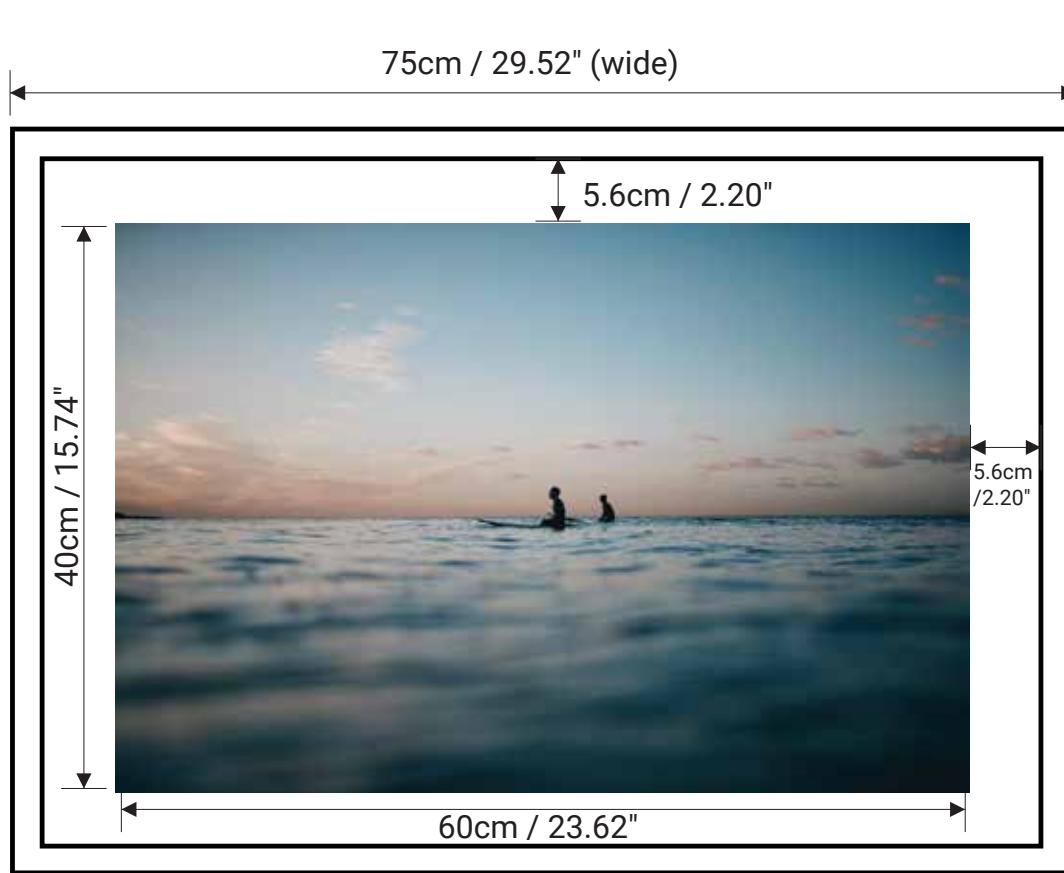 75cm / 29.52" (wide)
5.6cm / 2.20"
40cm / 15.74"
5.6cm
/2.20"
60cm / 23.62"